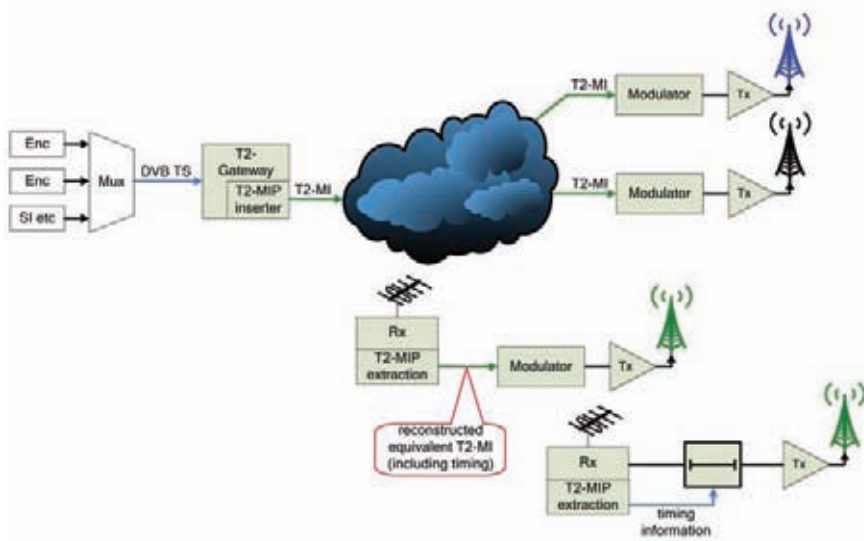 T2-MI
Modulator
Tx
Enc
Enc
SI etc
Mux
DVB TS
T2-
Gateway
T2-MIP
inserter
T2-MI
T2-MI
Modulator
Tx
Rx
T2-MIP
extraction
Modulator
Tx
reconstructed
equivalent T2-MI
(including timing)
Rx
T2-MIP
extraction
timing
information
Tx